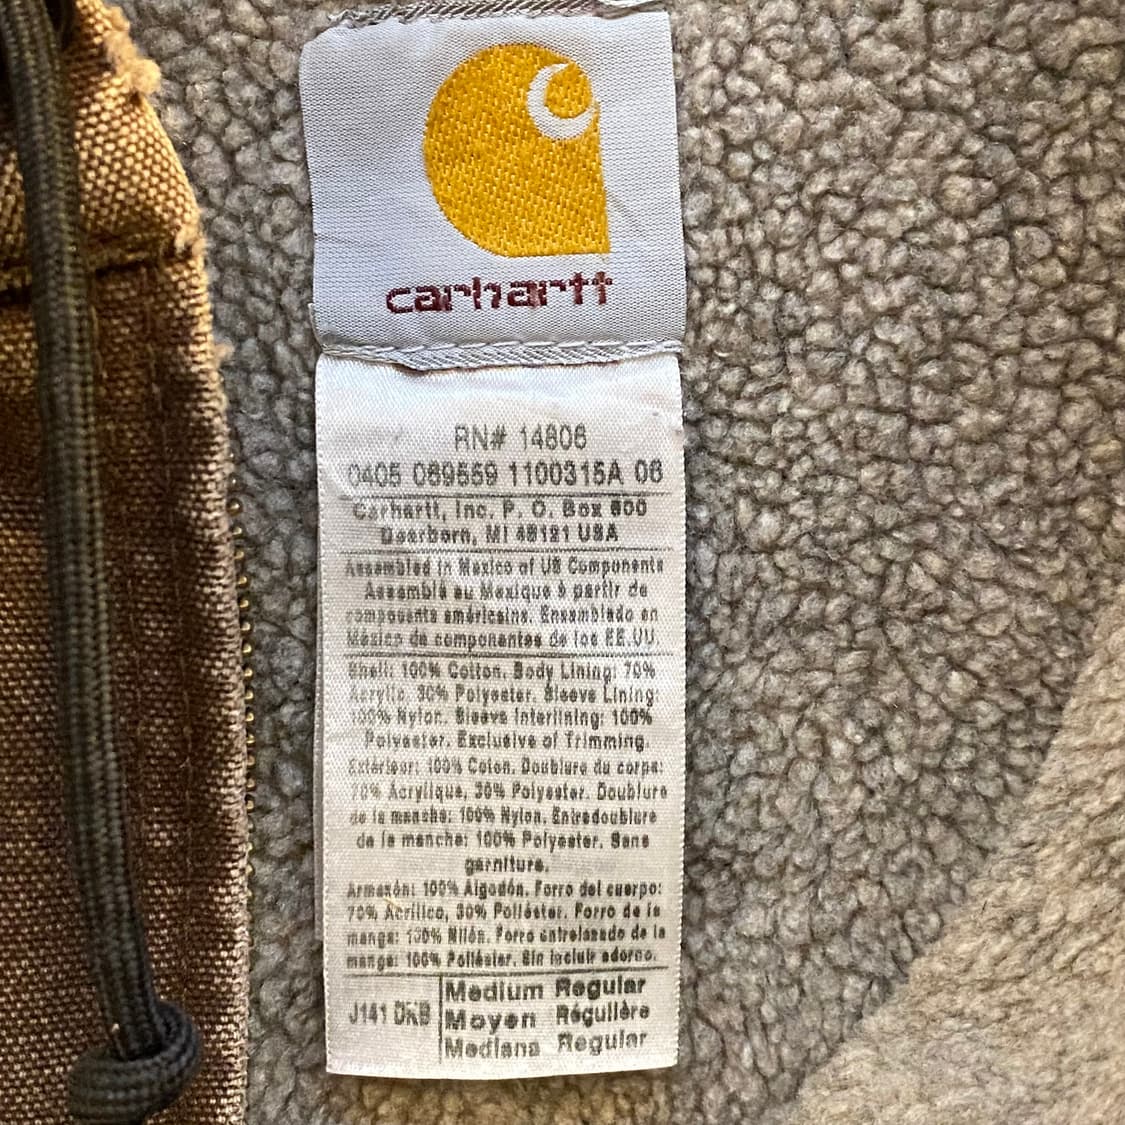 carhartt
RN# 14806
0405 089559 1100315A 06
Carhartt, Inc. P. O. Box 600
Dearborn, MI 48121 USA
Assembled in Mexico of US Components
Assemblé au Mexique à partir de
composants américains. Ensamblado en
México de componentes de los EE.UU.
Shell: 100% Cotton. Body Lining: 70%
Acrylic, 30% Polyester. Sleeve Lining:
100% Nylon. Sleeve Interlining: 100%
Polyester. Exclusive of Trimming.
Extérieur: 100% Coton. Doublure du corps:
70% Acrylique, 30% Polyester. Doublure
de la manche: 100% Nylon. Entredoublure
de la manche: 100% Polyester. Sans
garniture.
Armazón: 100% Algodón. Forro del cuerpo:
70% Acrílico, 30% Poliéster. Forro de la
manga: 100% Nilón. Forro entrelazado de la
manga: 100% Poliéster. Sin incluir adorno.
J141 DKB
Medium Regular
Moyen Régulière
Mediana Regular